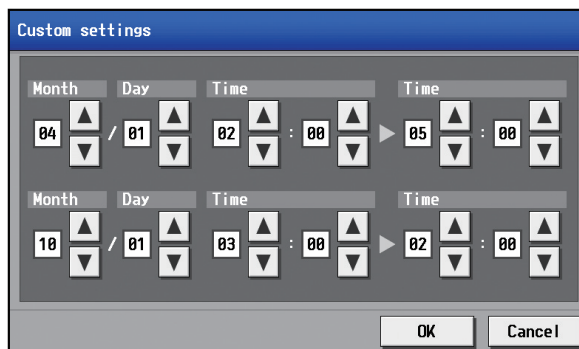 Custom settings
Month Day Time Time
04 / 01 02 : 00 05 : 00
Month Day Time Time
10 / 01 03 : 00 02 : 00
OK Cancel